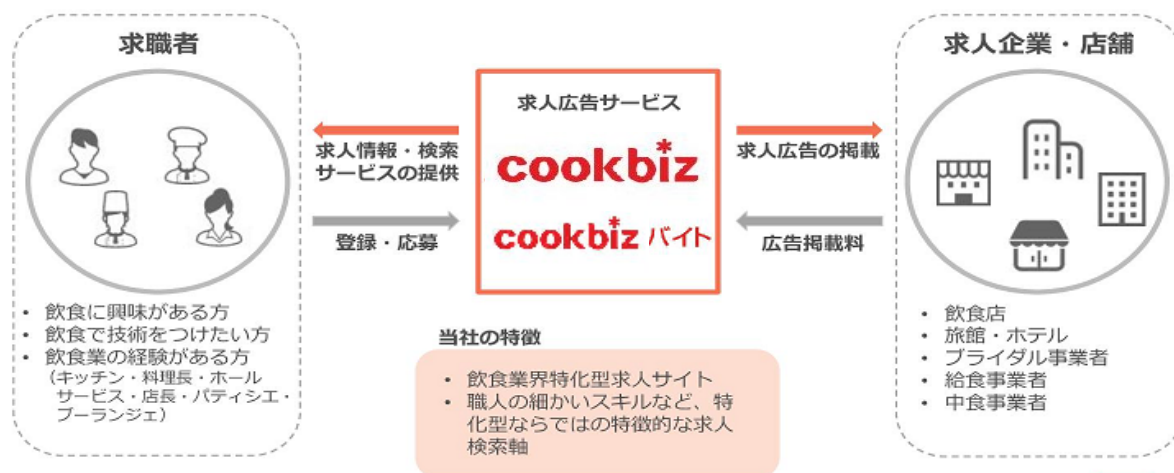 求職者
飲食に興味がある方
飲食で技術をつけたい方
飲食業の経験がある方
（キッチン・料理長・ホール
サービス・店長・パティシエ・
ブーランジェ）
求人情報・検索
サービスの提供
登録・応募
求人広告サービス
cookbiz
cookbiz バイト
求人広告の掲載
広告掲載料
求人企業・店舗
飲食店
旅館・ホテル
ブライダル事業者
給食事業者
中食事業者
当社の特徴
飲食業界特化型求人サイト
職人の細かいスキルなど、特
化型ならではの特徴的な求人
検索軸